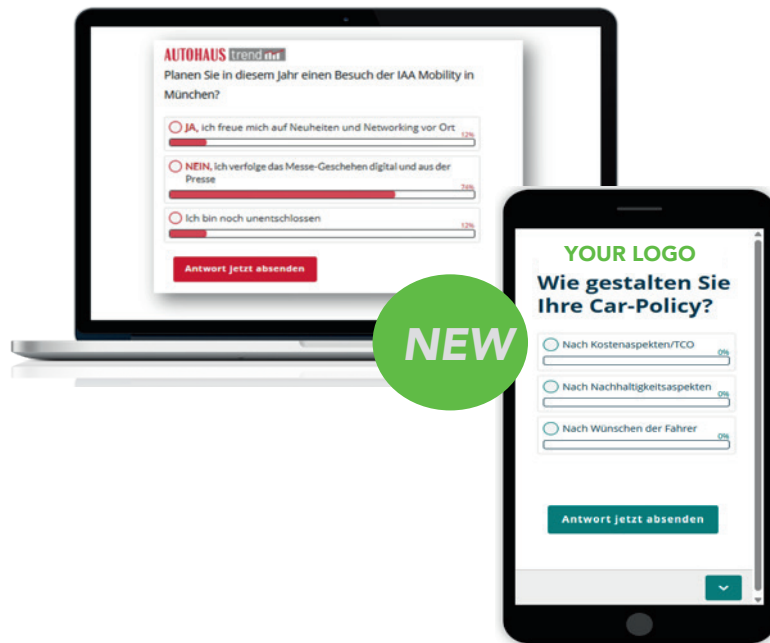 AUTOHAUS trend
Planen Sie in diesem Jahr einen Besuch der IAA Mobility in
München?
JA, ich freue mich auf Neuheiten und Networking vor Ort
12%
NEIN, Ich verfolge das Messe-Geschehen digital und aus der
Presse
74%
Ich bin noch unentschlossen
12%
Antwort jetzt absenden
NEW
YOUR LOGO
Wie gestalten Sie
Ihre Car-Policy?
Nach Kostenaspekten/TCO
0%
Nach Nachhaltigkeitsaspekten
0%
Nach Wünschen der Fahrer
0%
Antwort jetzt absenden